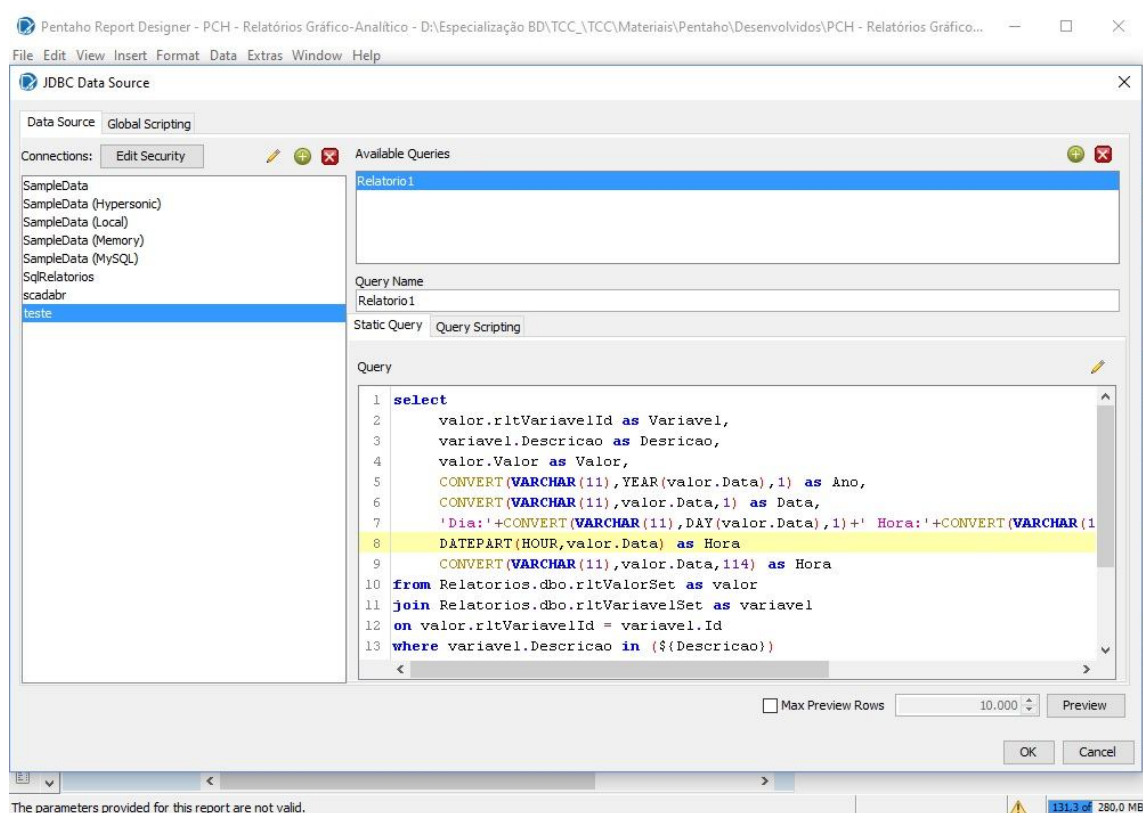 Pentaho Report Designer - PCH - Relatórios Gráfico-Analítico - D:\Especialização BD\TCC_\TCC\Materiais\Pentaho\Desenvolvidos\PCH - Relatórios Gráfico...
File Edit View Insert Format Data Extras Window Help
JDBC Data Source
Data Source Global Scripting
Connections: Edit Security
SampleData
SampleData (Hypersonic)
SampleData (Local)
SampleData (Memory)
SampleData (MySQL)
SqlRelatorios
scadabr
teste
Available Queries
Relatorio1
Query Name
Relatorio1
Static Query Query Scripting
Query
1 select
2 valor.rltVariavelId as Variavel,
3 variavel.Descricao as Desricao,
4 valor.Valor as Valor,
5 CONVERT(VARCHAR(11),YEAR(valor.Data),1) as Ano,
6 CONVERT(VARCHAR(11),valor.Data,1) as Data,
7 'Dia:'+CONVERT(VARCHAR(11),DAY(valor.Data),1)+' Hora:'+CONVERT(VARCHAR(1
8 DATEPART(HOUR,valor.Data) as Hora
9 CONVERT(VARCHAR(11),valor.Data,114) as Hora
10 from Relatorios.dbo.rltValorSet as valor
11 join Relatorios.dbo.rltVariavelSet as variavel
12 on valor.rltVariavelId = variavel.Id
13 where variavel.Descricao in (${Descricao})
Max Preview Rows 10.000 Preview
OK Cancel
The parameters provided for this report are not valid. 131,3 of 280,0 MB